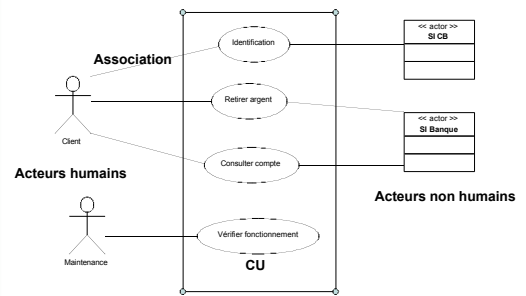 Identification
<< actor >>
SI CB
Association
Retirer argent
<< actor >>
SI Banque
Client
Consulter compte
Acteurs humains
Acteurs non humains
Vérifier fonctionnement
Maintenance
CU